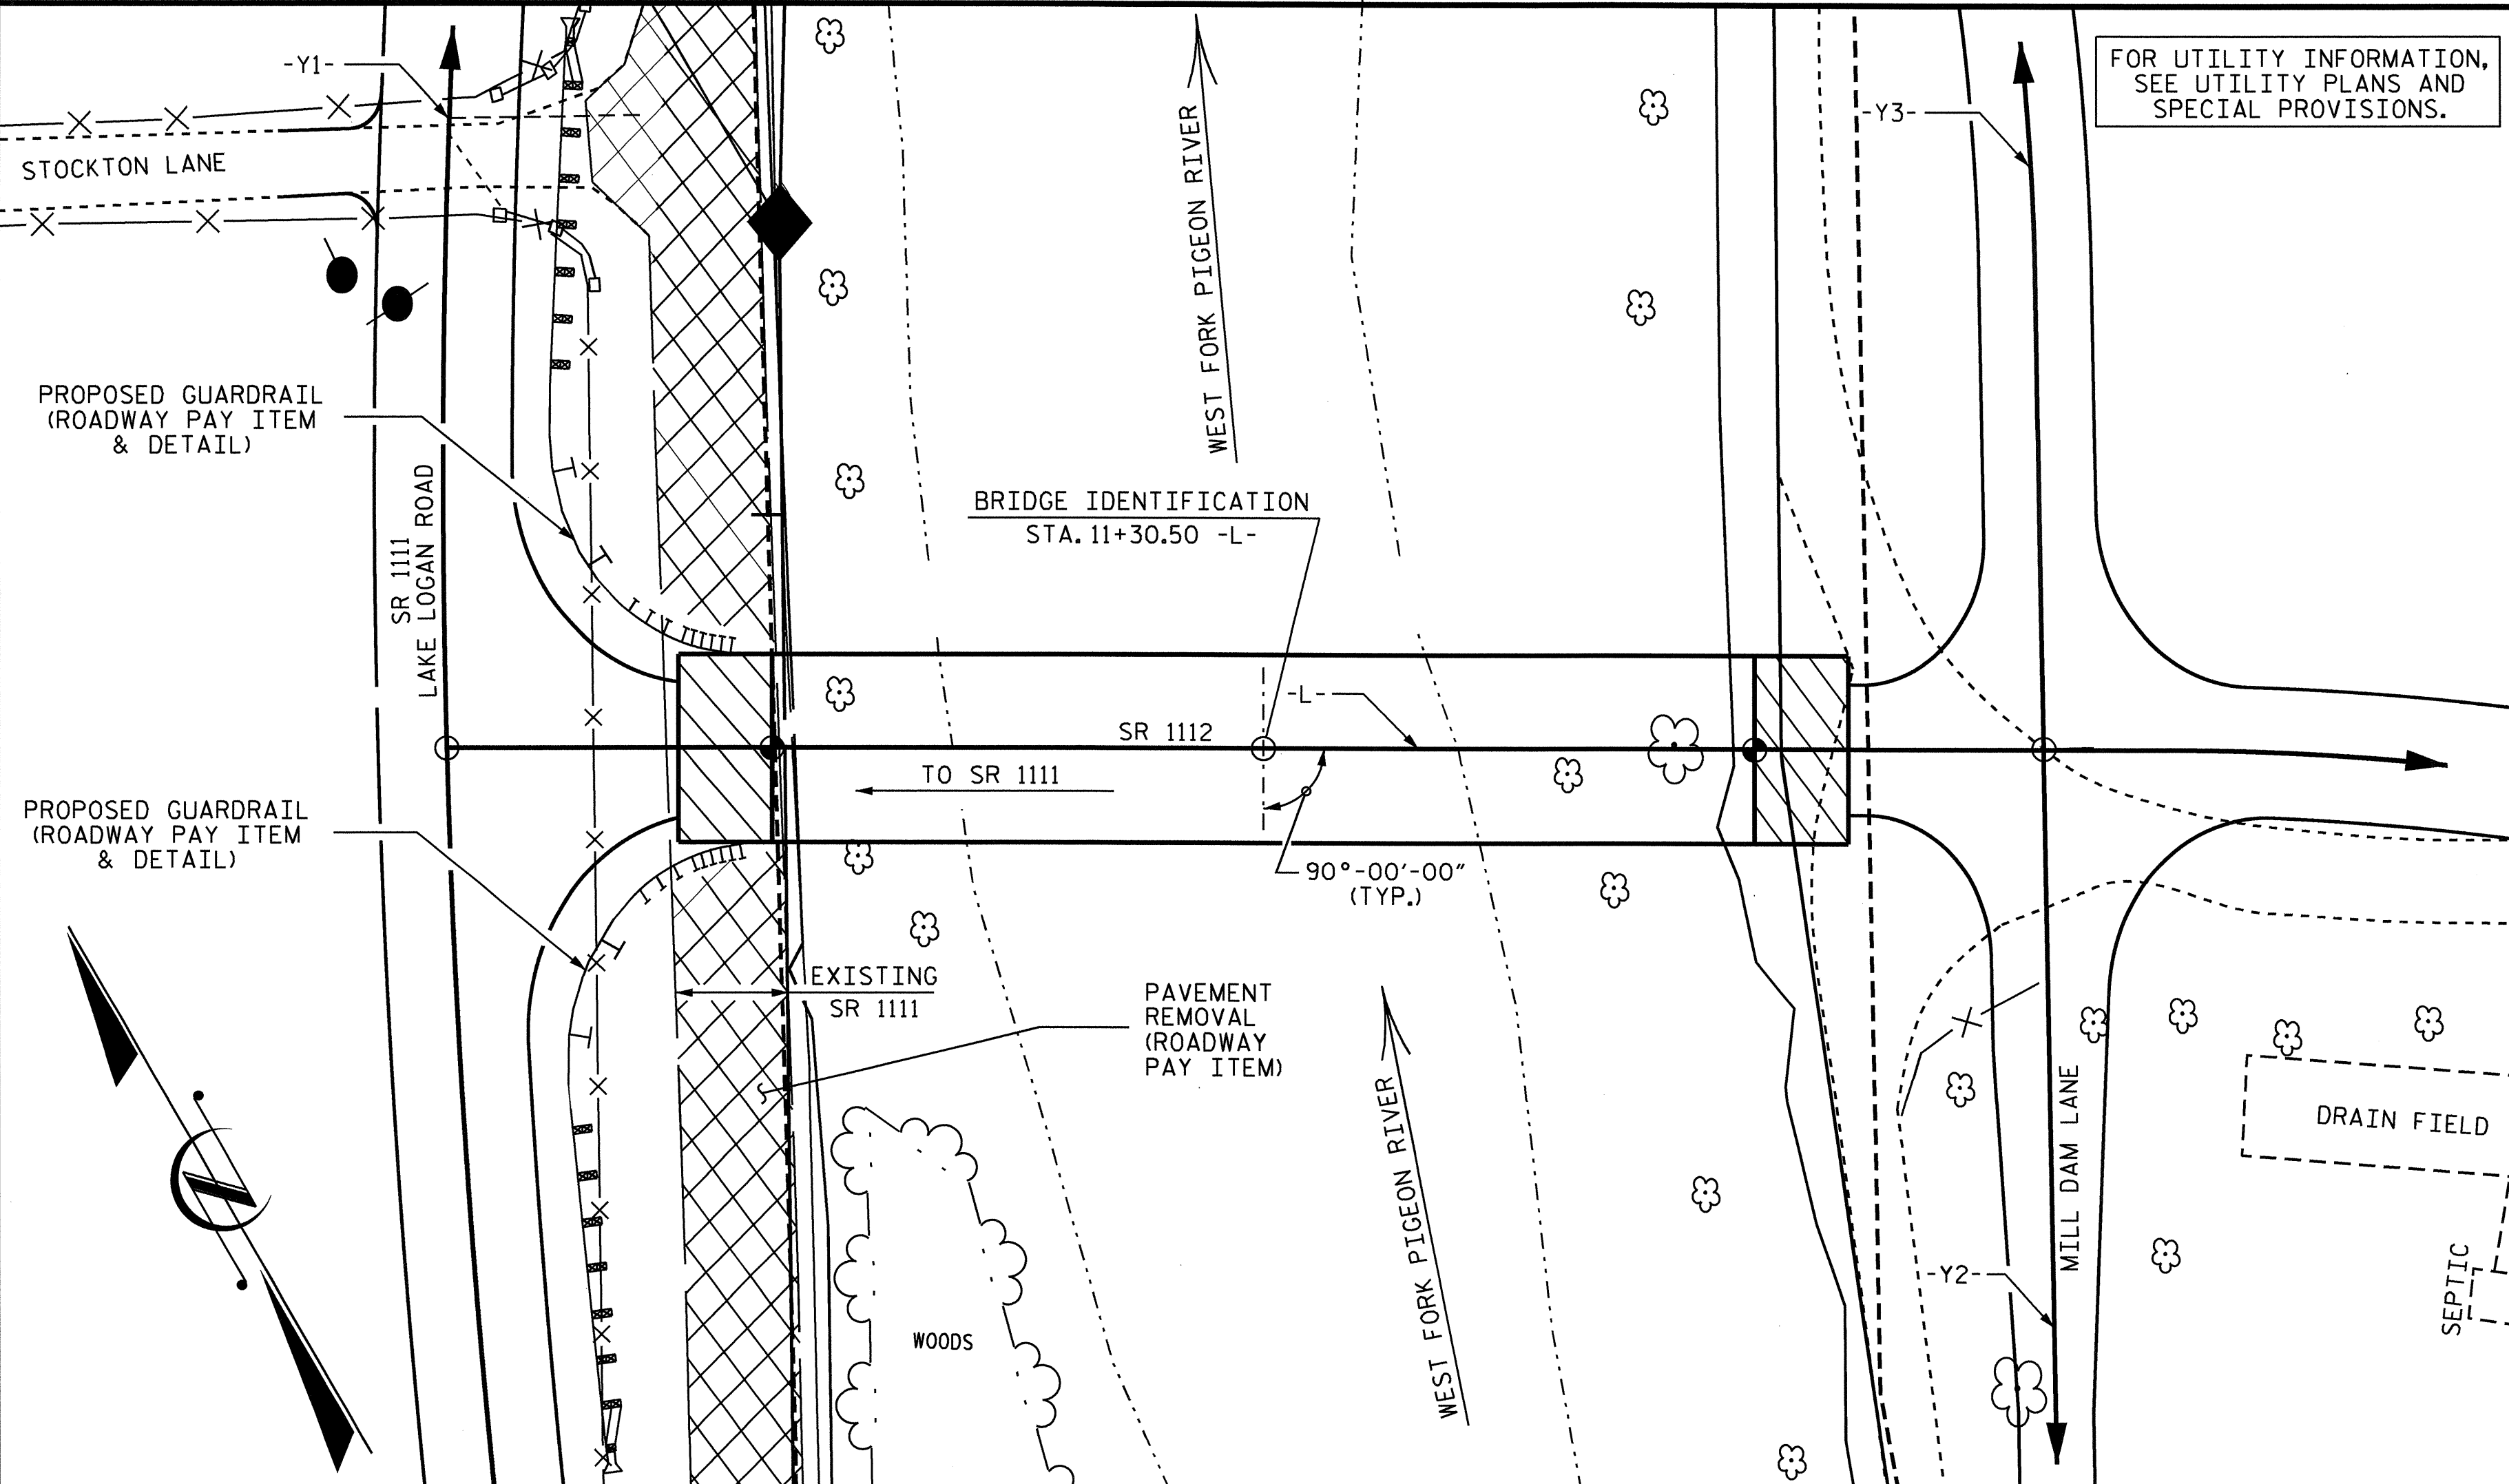 FOR UTILITY INFORMATION,
SEE UTILITY PLANS AND
SPECIAL PROVISIONS.
-Y1-
-Y3-
STOCKTON LANE
WEST FORK PIGEON RIVER
PROPOSED GUARDRAIL
(ROADWAY PAY ITEM
& DETAIL)
SR 1111
LAKE LOGAN ROAD
BRIDGE IDENTIFICATION
STA. 11+30.50 -L-
-L-
SR 1112
TO SR 1111
90°-00'-00"
(TYP.)
PROPOSED GUARDRAIL
(ROADWAY PAY ITEM
& DETAIL)
EXISTING
SR 1111
PAVEMENT
REMOVAL
(ROADWAY
PAY ITEM)
WEST FORK PIGEON RIVER
MILL DAM LANE
DRAIN FIELD
-Y2-
SEPTIC
WOODS
N